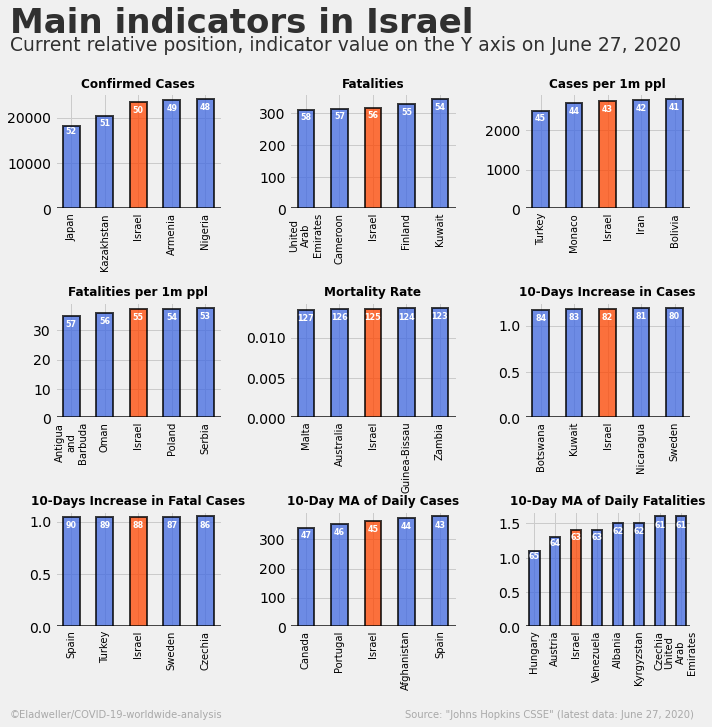 Main indicators in Israel
Current relative position, indicator value on the Y axis on June 27, 2020
Confirmed Cases
20000
10000
0
52
51
50
49
48
Japan
Kazakhstan
Israel
Armenia
Nigeria
Fatalities
300
200
100
0
58
57
56
55
54
United
Arab
Emirates
Cameroon
Israel
Finland
Kuwait
Cases per 1m ppl
2000
1000
0
45
44
43
42
41
Turkey
Monaco
Israel
Iran
Bolivia
Fatalities per 1m ppl
30
20
10
0
57
56
55
54
53
Antigua
and
Barbuda
Oman
Israel
Poland
Serbia
Mortality Rate
0.010
0.005
0.000
127
126
125
124
123
Malta
Australia
Israel
Guinea-Bissau
Zambia
10-Days Increase in Cases
1.0
0.5
0.0
84
83
82
81
80
Botswana
Kuwait
Israel
Nicaragua
Sweden
10-Days Increase in Fatal Cases
1.0
0.5
0.0
90
89
88
87
86
Spain
Turkey
Israel
Sweden
Czechia
10-Day MA of Daily Cases
300
200
100
0
47
46
45
44
43
Canada
Portugal
Israel
Afghanistan
Spain
10-Day MA of Daily Fatalities
1.5
1.0
0.5
0.0
65
64
63
63
62
62
61
61
Hungary
Austria
Israel
Venezuela
Albania
Kyrgyzstan
Czechia
United
Arab
Emirates
©Eladweller/COVID-19-worldwide-analysis
Source: "Johns Hopkins CSSE" (latest data: June 27, 2020)